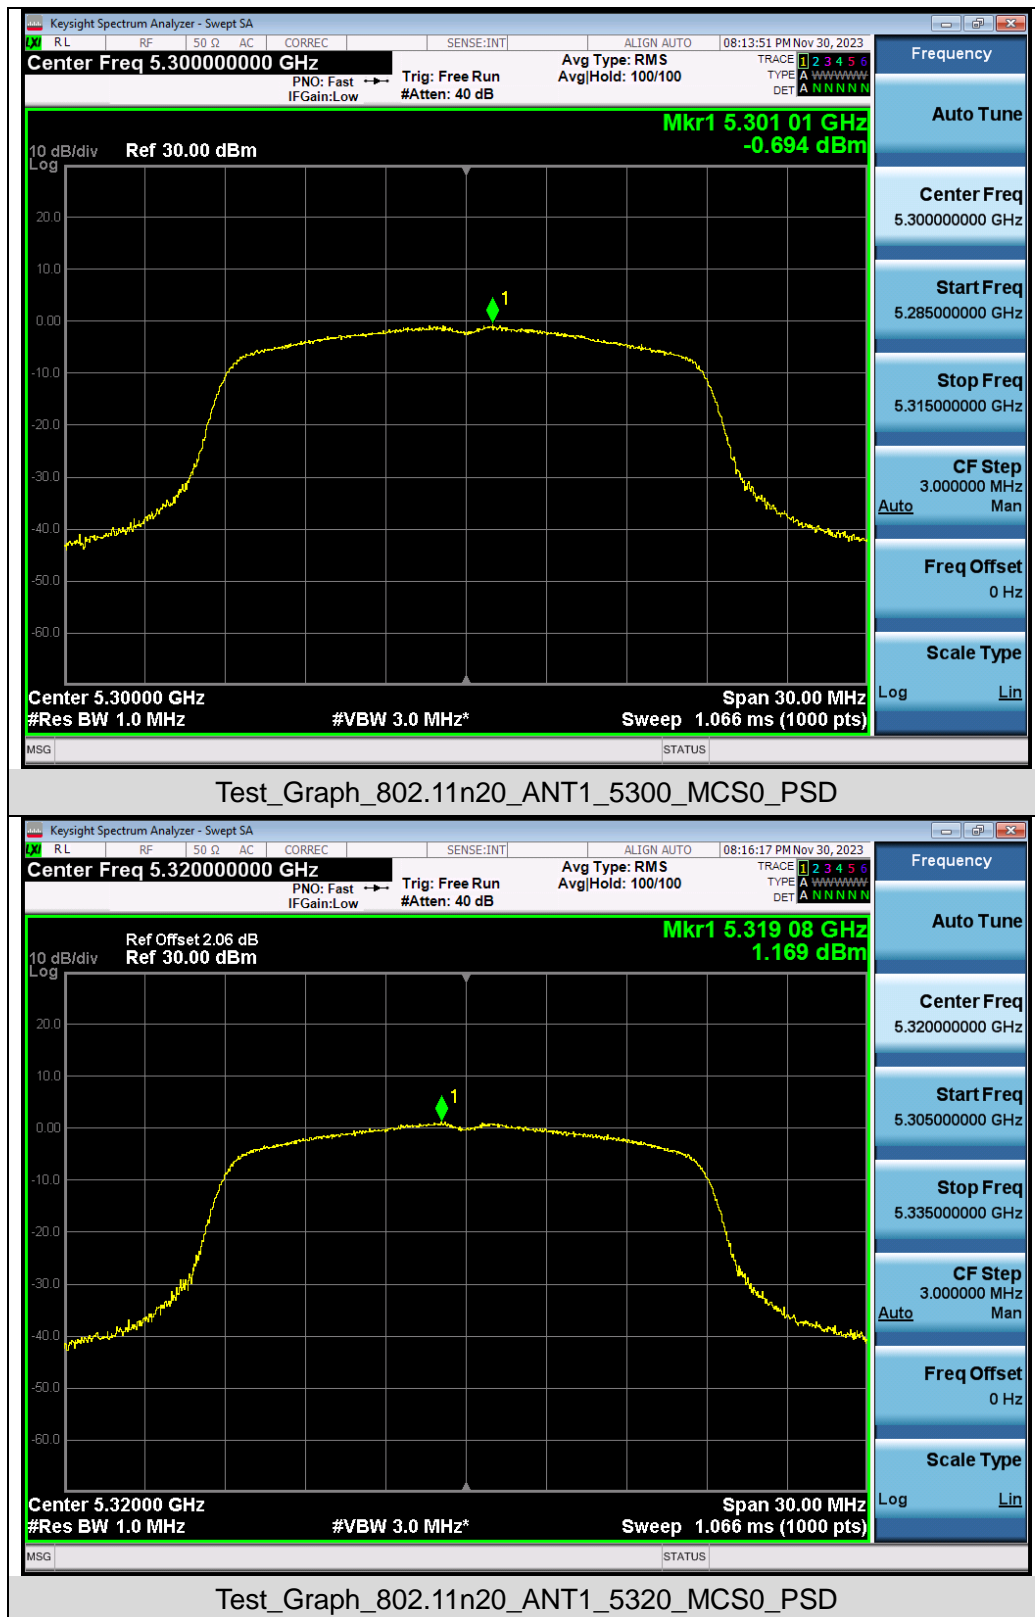 Keysight Spectrum Analyzer - Swept SA
LXI RL RF 50 Ω AC CORREC SENSE:INT ALIGN AUTO 08:13:51 PM Nov 30, 2023
Center Freq 5.300000000 GHz
PNO: Fast
IFGain:Low
Trig: Free Run
#Atten: 40 dB
Avg Type: RMS
Avg|Hold: 100/100
TRACE 1 2 3 4 5 6
TYPE A WWWWW
DET A N N N N N
Mkr1 5.301 01 GHz
-0.694 dBm
10 dB/div
Log
Ref 30.00 dBm
20.0
10.0
0.00
-10.0
-20.0
-30.0
-40.0
-50.0
-60.0
1
Center 5.30000 GHz
#Res BW 1.0 MHz
#VBW 3.0 MHz*
Span 30.00 MHz
Sweep 1.066 ms (1000 pts)
MSG
STATUS
Frequency
Auto Tune
Center Freq
5.300000000 GHz
Start Freq
5.285000000 GHz
Stop Freq
5.315000000 GHz
CF Step
3.000000 MHz
Auto Man
Freq Offset
0 Hz
Scale Type
Log Lin
Test_Graph_802.11n20_ANT1_5300_MCS0_PSD
Keysight Spectrum Analyzer - Swept SA
LXI RL RF 50 Ω AC CORREC SENSE:INT ALIGN AUTO 08:16:17 PM Nov 30, 2023
Center Freq 5.320000000 GHz
PNO: Fast
IFGain:Low
Trig: Free Run
#Atten: 40 dB
Avg Type: RMS
Avg|Hold: 100/100
TRACE 1 2 3 4 5 6
TYPE A WWWWW
DET A N N N N N
Mkr1 5.319 08 GHz
1.169 dBm
Ref Offset 2.06 dB
10 dB/div
Log
Ref 30.00 dBm
20.0
10.0
0.00
-10.0
-20.0
-30.0
-40.0
-50.0
-60.0
1
Center 5.32000 GHz
#Res BW 1.0 MHz
#VBW 3.0 MHz*
Span 30.00 MHz
Sweep 1.066 ms (1000 pts)
MSG
STATUS
Frequency
Auto Tune
Center Freq
5.320000000 GHz
Start Freq
5.305000000 GHz
Stop Freq
5.335000000 GHz
CF Step
3.000000 MHz
Auto Man
Freq Offset
0 Hz
Scale Type
Log Lin
Test_Graph_802.11n20_ANT1_5320_MCS0_PSD